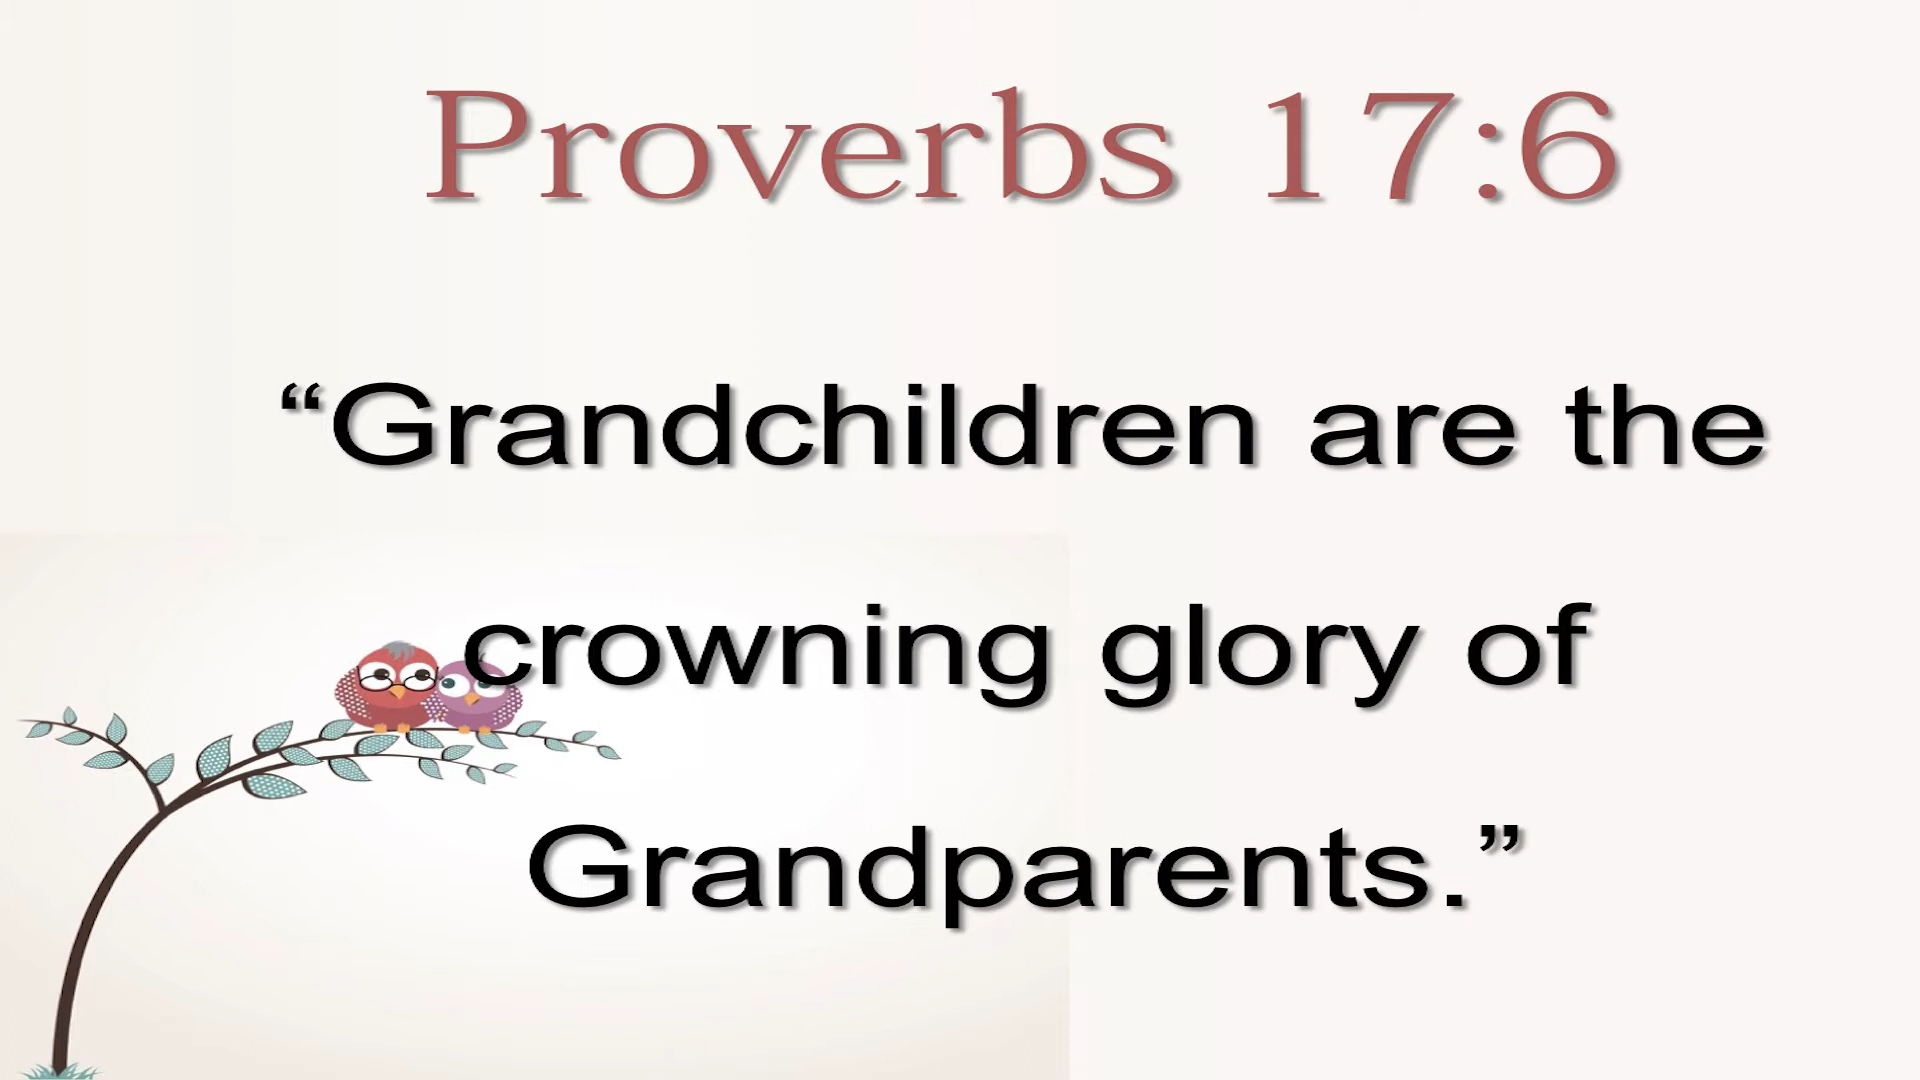 Proverbs 17:6
“Grandchildren are the
crowning glory of
Grandparents.”